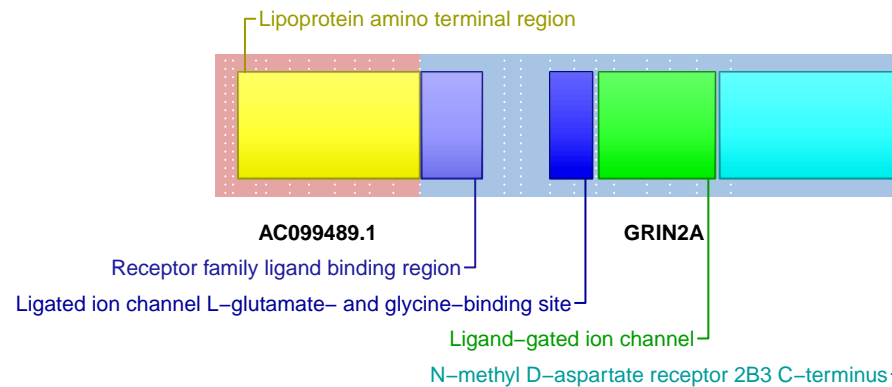 Lipoprotein amino terminal region
AC099489.1
GRIN2A
Receptor family ligand binding region
Ligated ion channel L−glutamate− and glycine−binding site
Ligand−gated ion channel
N−methyl D−aspartate receptor 2B3 C−terminus